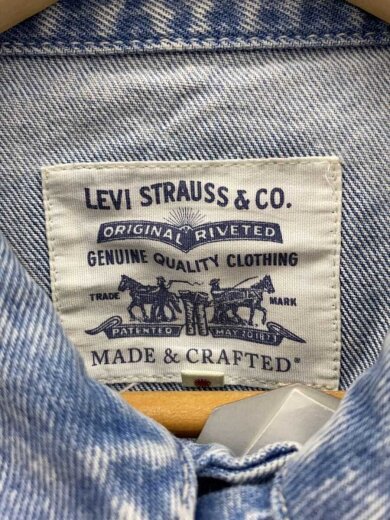 LEVI STRAUSS & CO.
ORIGINAL RIVETED
GENUINE QUALITY CLOTHING
TRADE MARK
PATENTED MAY 20 1873
MADE & CRAFTED®